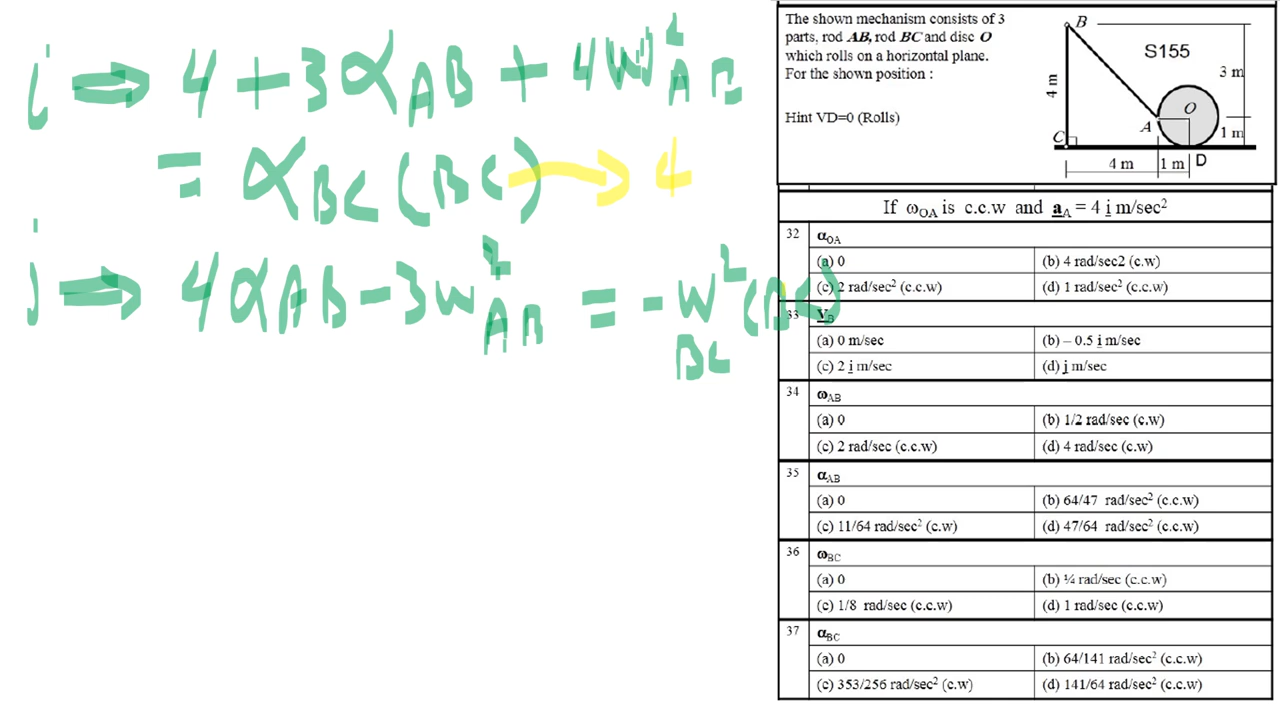 i ⇒ 4 + 3αAB + 4ω²AB
= αBC (BC) → 4
j ⇒ 4αAB - 3ω²AB = -ω²BC (BC)
The shown mechanism consists of 3
parts, rod AB, rod BC and disc O
which rolls on a horizontal plane.
For the shown position :
Hint VD=0 (Rolls)
B
S155
4 m
3 m
O
A
C
1 m
4 m
1 m
D
If ωOA is c.c.w and aA = 4 i m/sec²
32 αOA
(a) 0 (b) 4 rad/sec2 (c.w)
(c) 2 rad/sec² (c.c.w) (d) 1 rad/sec² (c.c.w)
33 VB
(a) 0 m/sec (b) – 0.5 i m/sec
(c) 2 i m/sec (d) j m/sec
34 ωAB
(a) 0 (b) 1/2 rad/sec (c.w)
(c) 2 rad/sec (c.c.w) (d) 4 rad/sec (c.w)
35 αAB
(a) 0 (b) 64/47 rad/sec² (c.c.w)
(c) 11/64 rad/sec² (c.w) (d) 47/64 rad/sec² (c.c.w)
36 ωBC
(a) 0 (b) ¼ rad/sec (c.c.w)
(c) 1/8 rad/sec (c.c.w) (d) 1 rad/sec (c.c.w)
37 αBC
(a) 0 (b) 64/141 rad/sec² (c.c.w)
(c) 353/256 rad/sec² (c.w) (d) 141/64 rad/sec² (c.c.w)